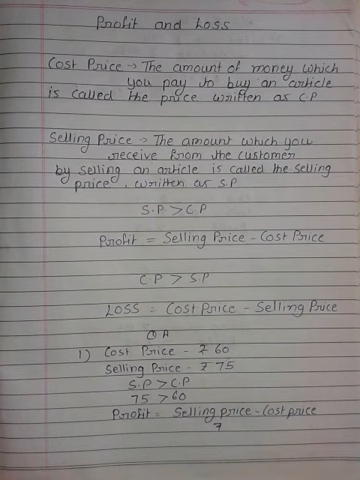 Profit and Loss
Cost Price → The amount of money which
you pay to buy an article
is called the price written as C.P
Selling Price → The amount which you
receive from the customer
by selling an article is called the selling
price, written as S.P
S.P > C.P
Profit = Selling Price - Cost Price
C.P > S.P
LOSS = Cost Price - Selling Price
Q A
1) Cost Price - ₹ 60
Selling Price - ₹ 75
S.P > C.P
75 > 60
Profit = Selling price - Cost price